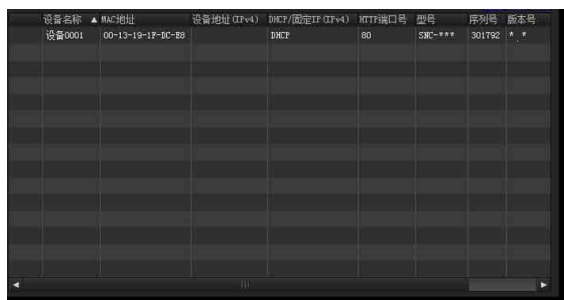 设备名称 ▲ MAC地址 设备地址(IPv4) DHCP/固定IP(IPv4) HTTP端口号 型号 序列号 版本号
设备0001 00-13-19-1F-DC-B8 DHCP 80 SNC-*** 301792 *.*